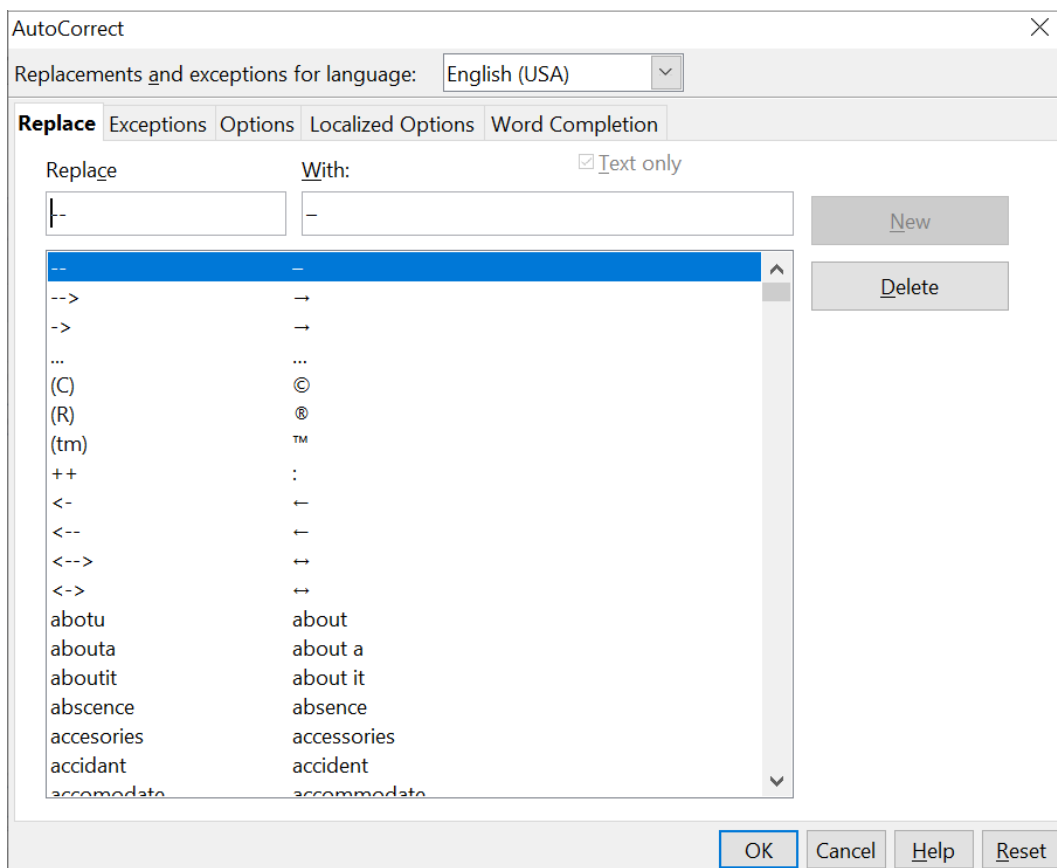 AutoCorrect
Replacements and exceptions for language: English (USA)
Replace Exceptions Options Localized Options Word Completion
Replace With: Text only
-- – New
-- –
Delete
--> →
-> →
... …
(C) ©
(R) ®
(tm) ™
++ :
<- ←
<-- ←
<--> ↔
<-> ↔
abotu about
abouta about a
aboutit about it
abscence absence
accesories accessories
accidant accident
accomodate accommodate
OK Cancel Help Reset